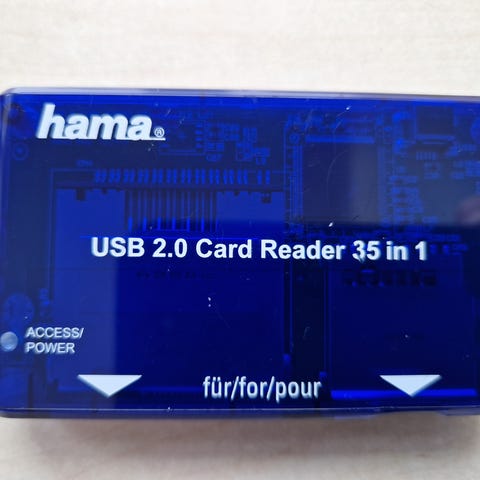 hama®
USB 2.0 Card Reader 35 in 1
ACCESS/
POWER
für/for/pour